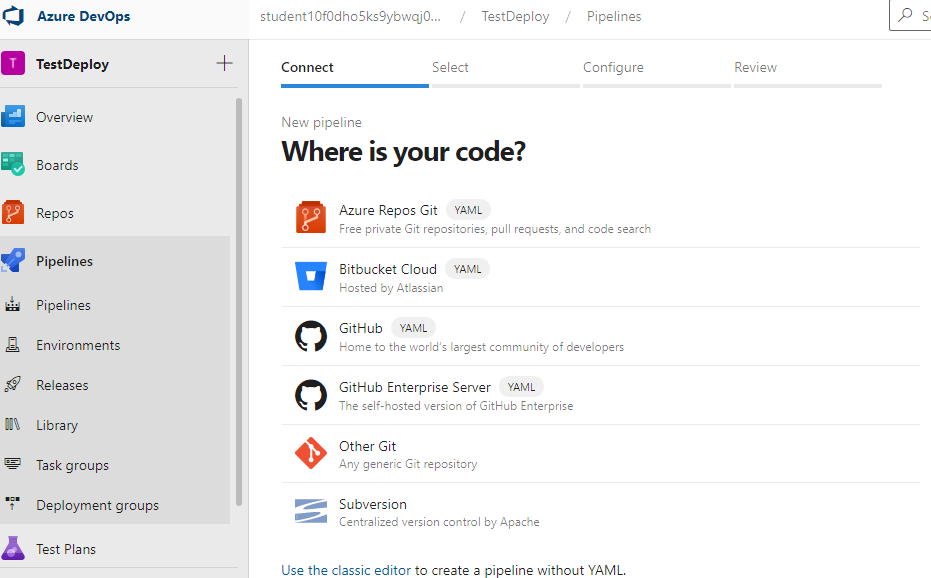 Azure DevOps
student10f0dho5ks9ybwqj0... / TestDeploy / Pipelines
T TestDeploy
Overview
Boards
Repos
Pipelines
Pipelines
Environments
Releases
Library
Task groups
Deployment groups
Test Plans
Connect Select Configure Review
New pipeline
Where is your code?
Azure Repos Git YAML
Free private Git repositories, pull requests, and code search
Bitbucket Cloud YAML
Hosted by Atlassian
GitHub YAML
Home to the world's largest community of developers
GitHub Enterprise Server YAML
The self-hosted version of GitHub Enterprise
Other Git
Any generic Git repository
Subversion
Centralized version control by Apache
Use the classic editor to create a pipeline without YAML.